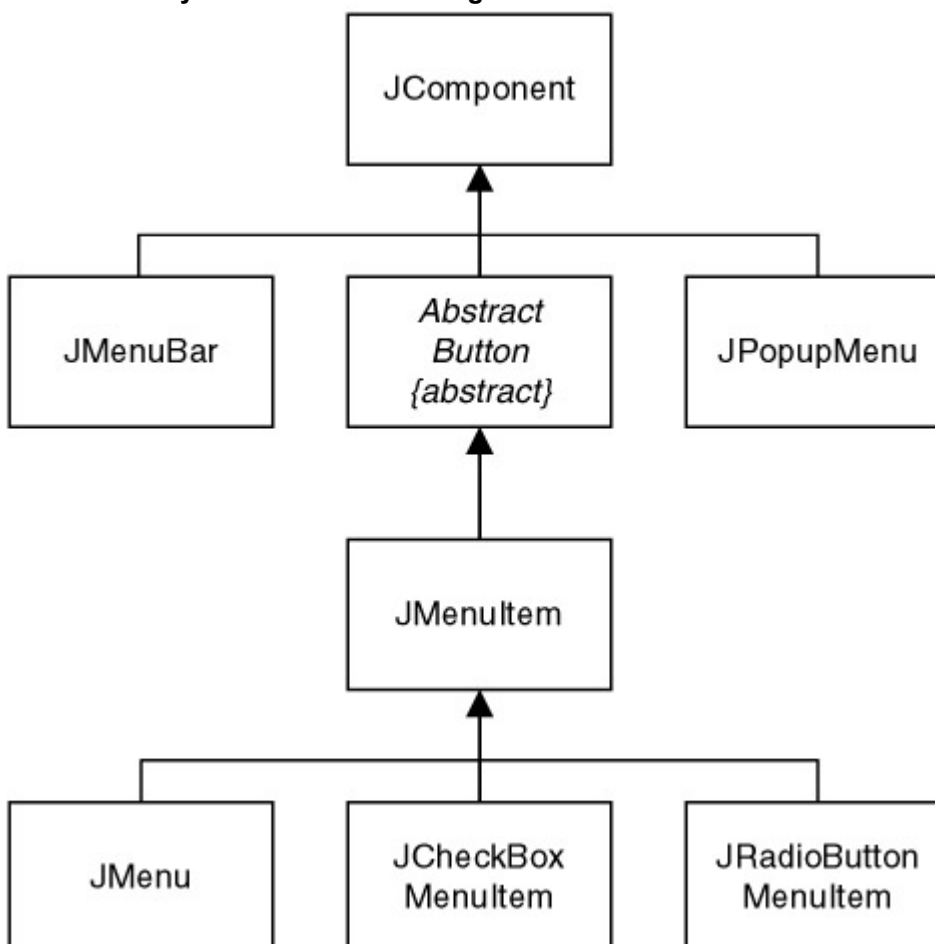 JComponent
JMenuBar
Abstract
Button
{abstract}
JPopupMenu
JMenuItem
JMenu
JCheckBox
MenuItem
JRadioButton
MenuItem